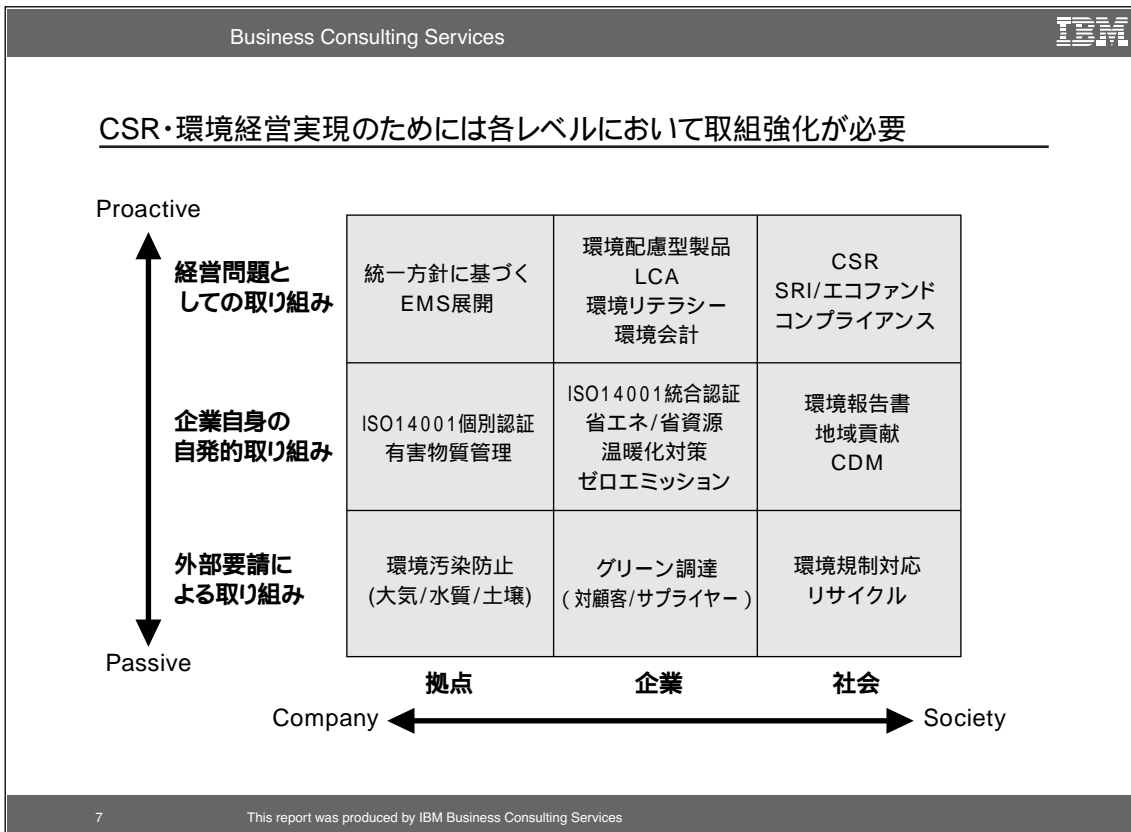 Business Consulting Services
IBM
CSR・環境経営実現のためには各レベルにおいて取組強化が必要
Proactive
経営問題と
しての取り組み
統一方針に基づく
EMS展開
環境配慮型製品
LCA
環境リテラシー
環境会計
CSR
SRI/エコファンド
コンプライアンス
企業自身の
自発的取り組み
ISO14001個別認証
有害物質管理
ISO14001統合認証
省エネ/省資源
温暖化対策
ゼロエミッション
環境報告書
地域貢献
CDM
外部要請に
よる取り組み
環境汚染防止
(大気/水質/土壌)
グリーン調達
(対顧客/サプライヤー)
環境規制対応
リサイクル
Passive
拠点
企業
社会
Company
Society
7
This report was produced by IBM Business Consulting Services